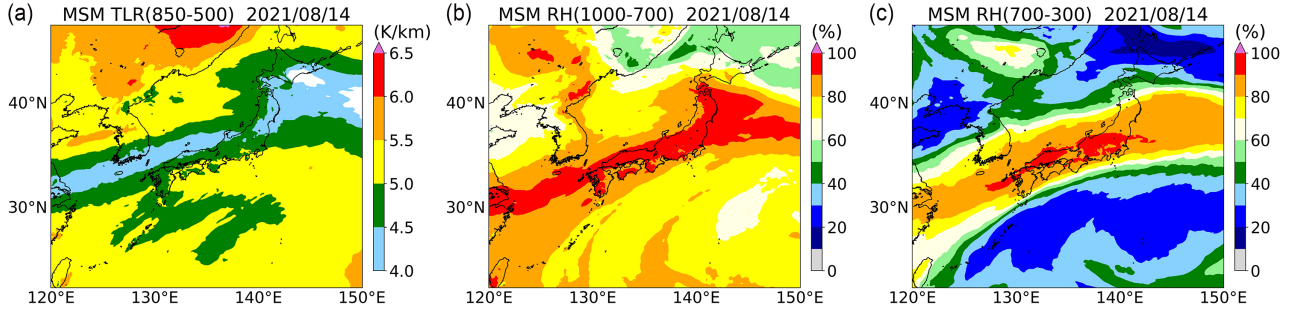 (a) MSM TLR(850-500) 2021/08/14 (K/km)
6.5
6.0
5.5
5.0
4.5
4.0
40°N
30°N
120°E 130°E 140°E 150°E
(b) MSM RH(1000-700) 2021/08/14 (%)
100
80
60
40
20
0
40°N
30°N
120°E 130°E 140°E 150°E
(c) MSM RH(700-300) 2021/08/14 (%)
100
80
60
40
20
0
40°N
30°N
120°E 130°E 140°E 150°E